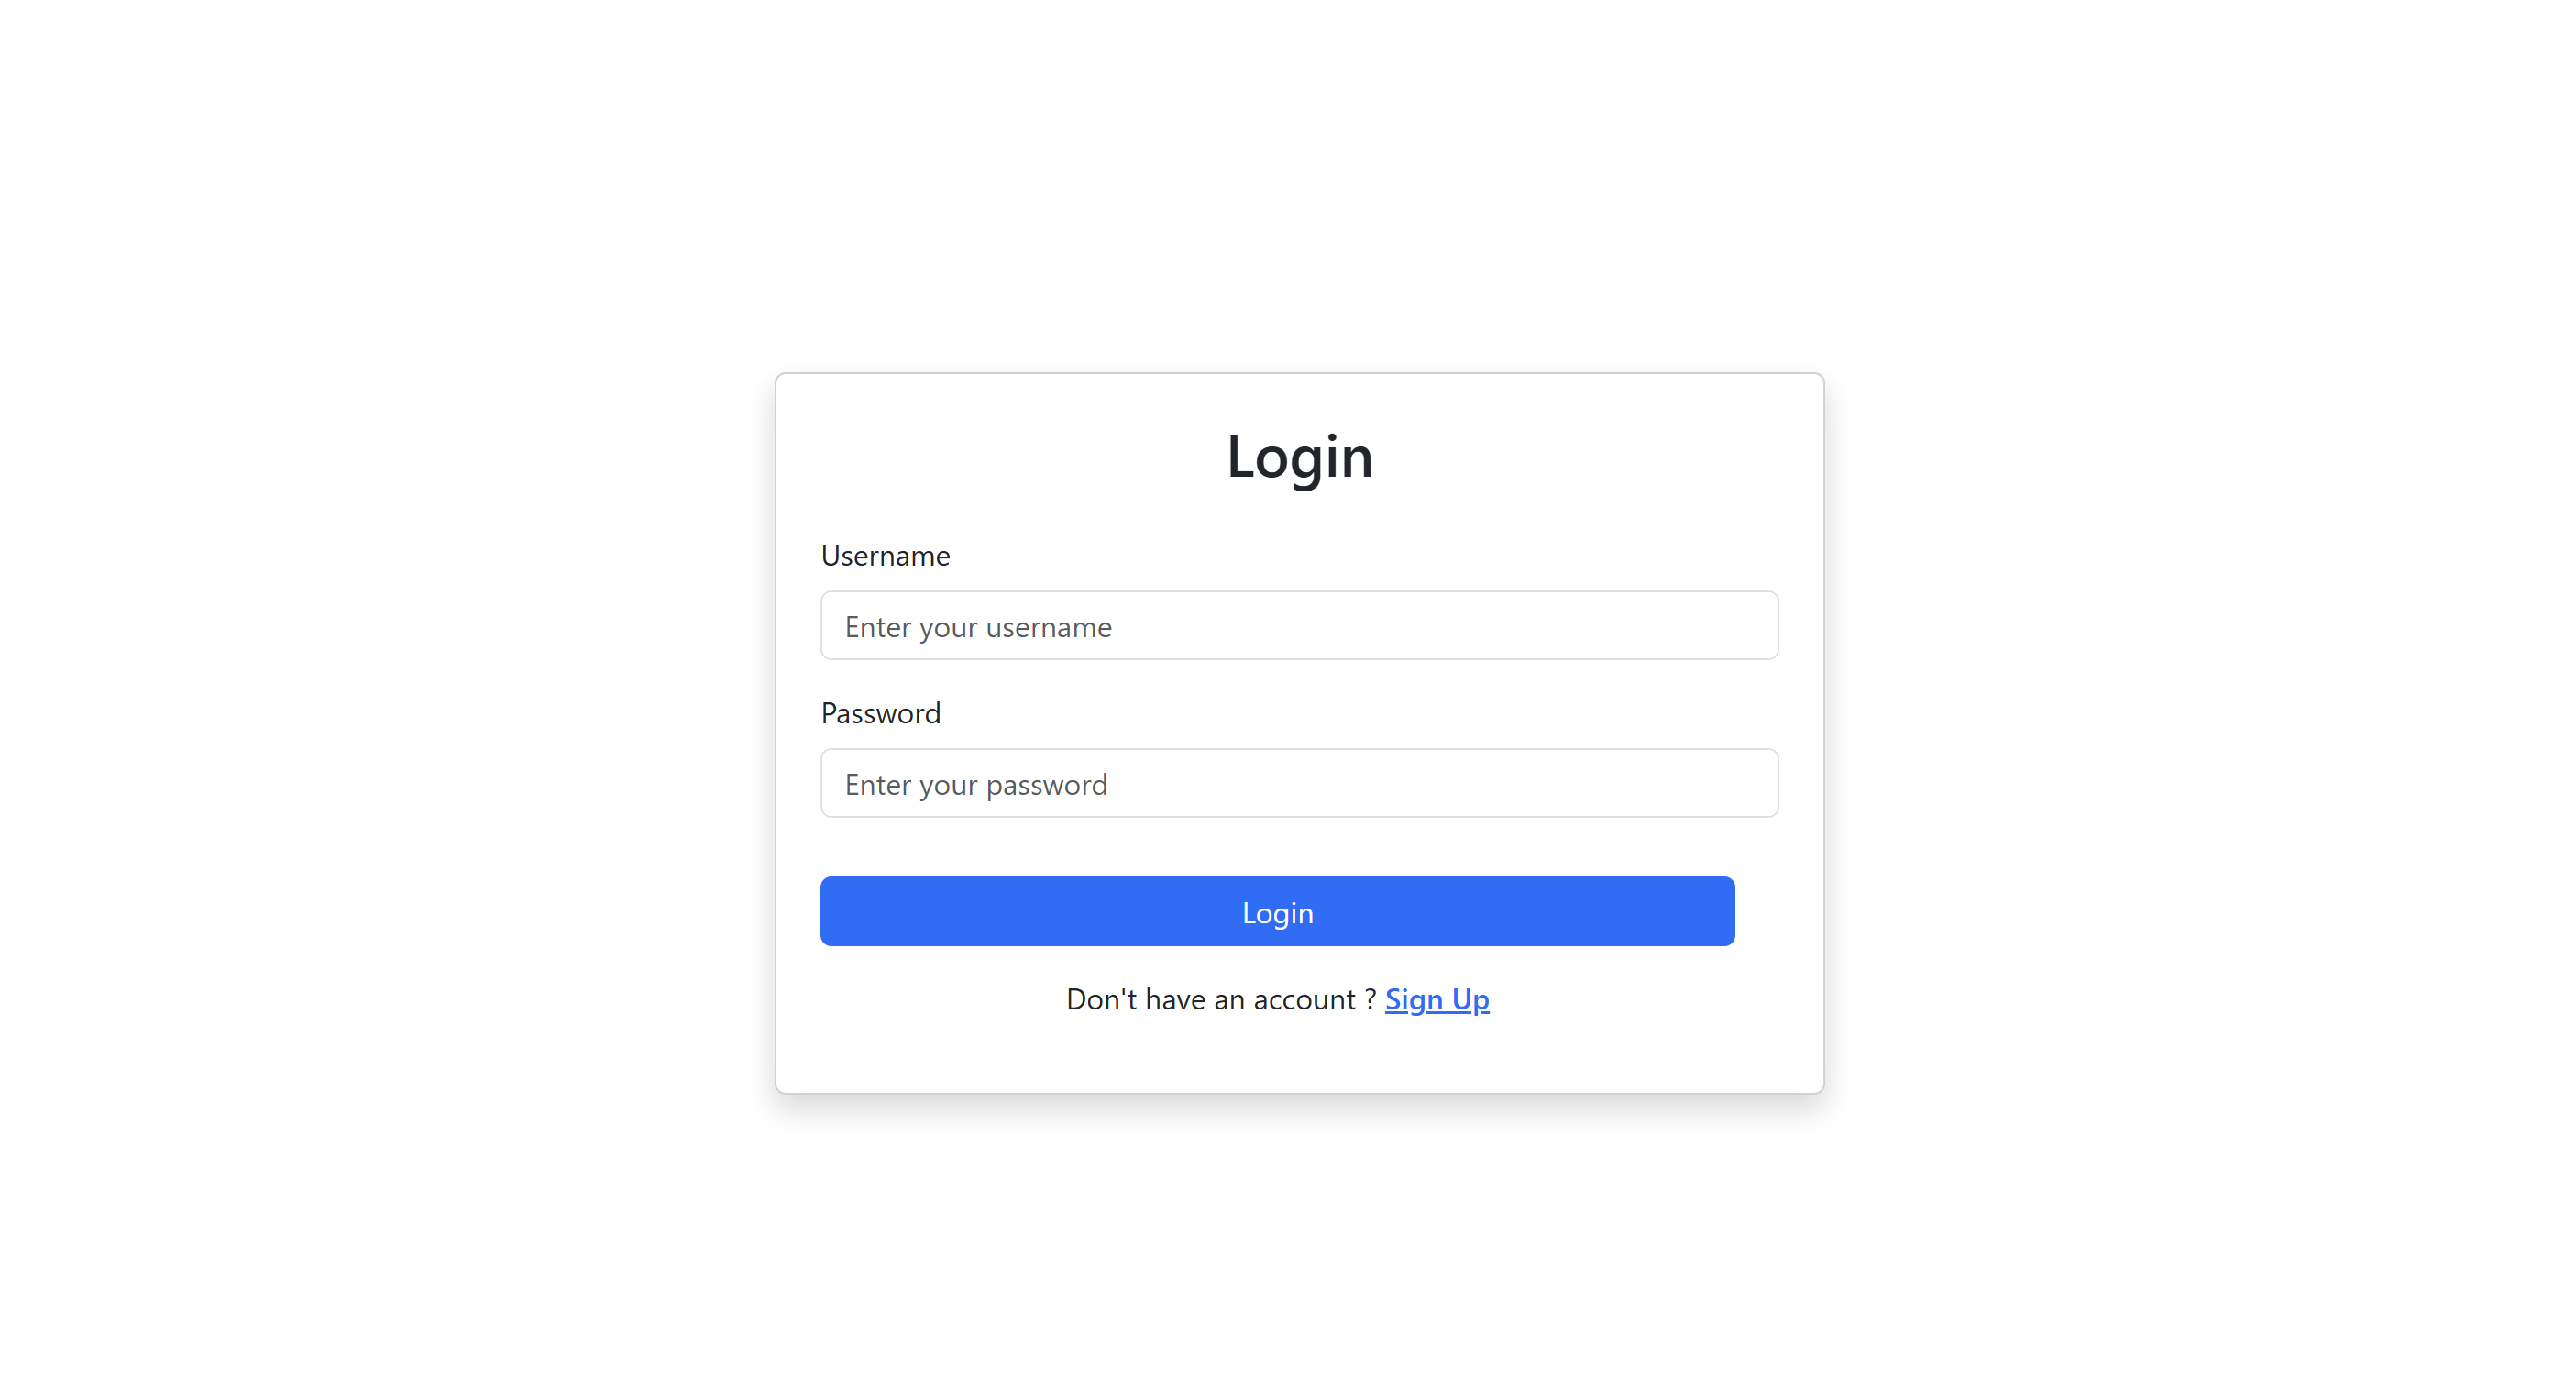 Login
Username
Enter your username
Password
Enter your password
Login
Don't have an account ? Sign Up